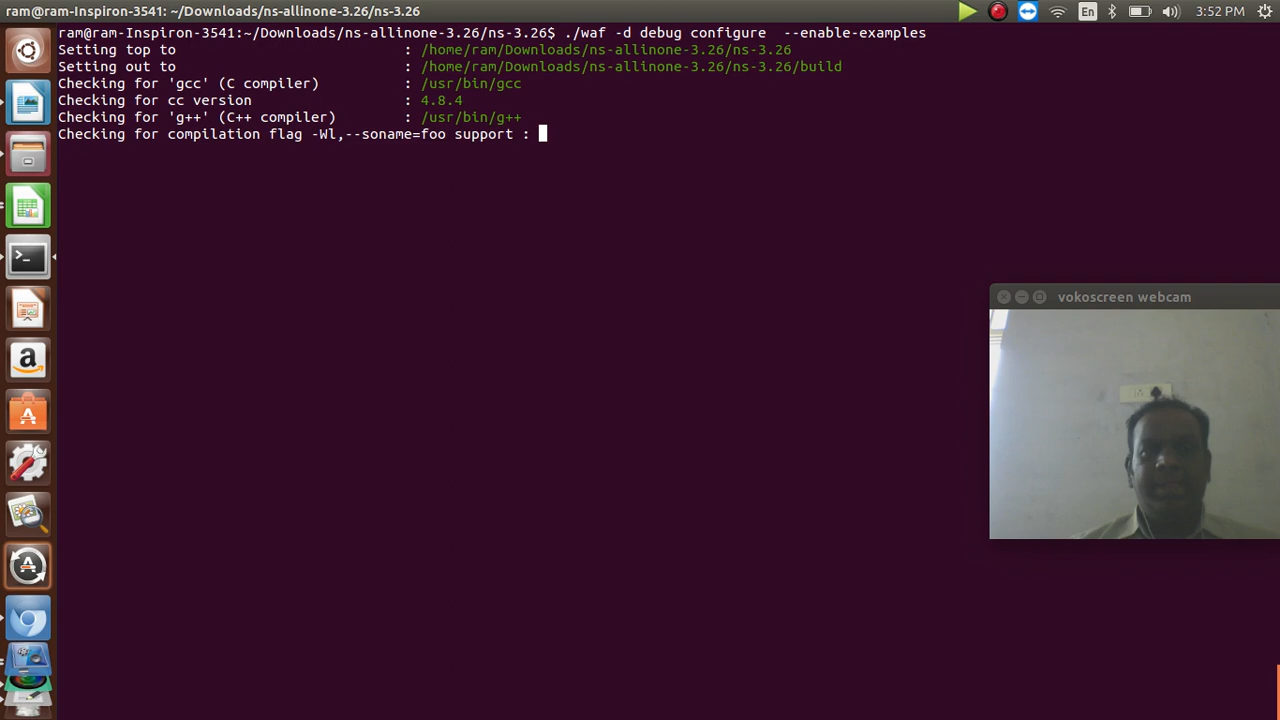 ram@ram-Inspiron-3541: ~/Downloads/ns-allinone-3.26/ns-3.26
En
3:52 PM
ram@ram-Inspiron-3541:~/Downloads/ns-allinone-3.26/ns-3.26$ ./waf -d debug configure  --enable-examples
Setting top to : /home/ram/Downloads/ns-allinone-3.26/ns-3.26
Setting out to : /home/ram/Downloads/ns-allinone-3.26/ns-3.26/build
Checking for 'gcc' (C compiler) : /usr/bin/gcc
Checking for cc version : 4.8.4
Checking for 'g++' (C++ compiler) : /usr/bin/g++
Checking for compilation flag -Wl,--soname=foo support :
vokoscreen webcam